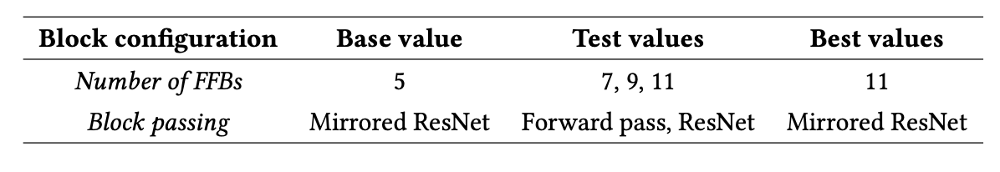 Block configuration Base value Test values Best values
Number of FFBs 5 7, 9, 11 11
Block passing Mirrored ResNet Forward pass, ResNet Mirrored ResNet